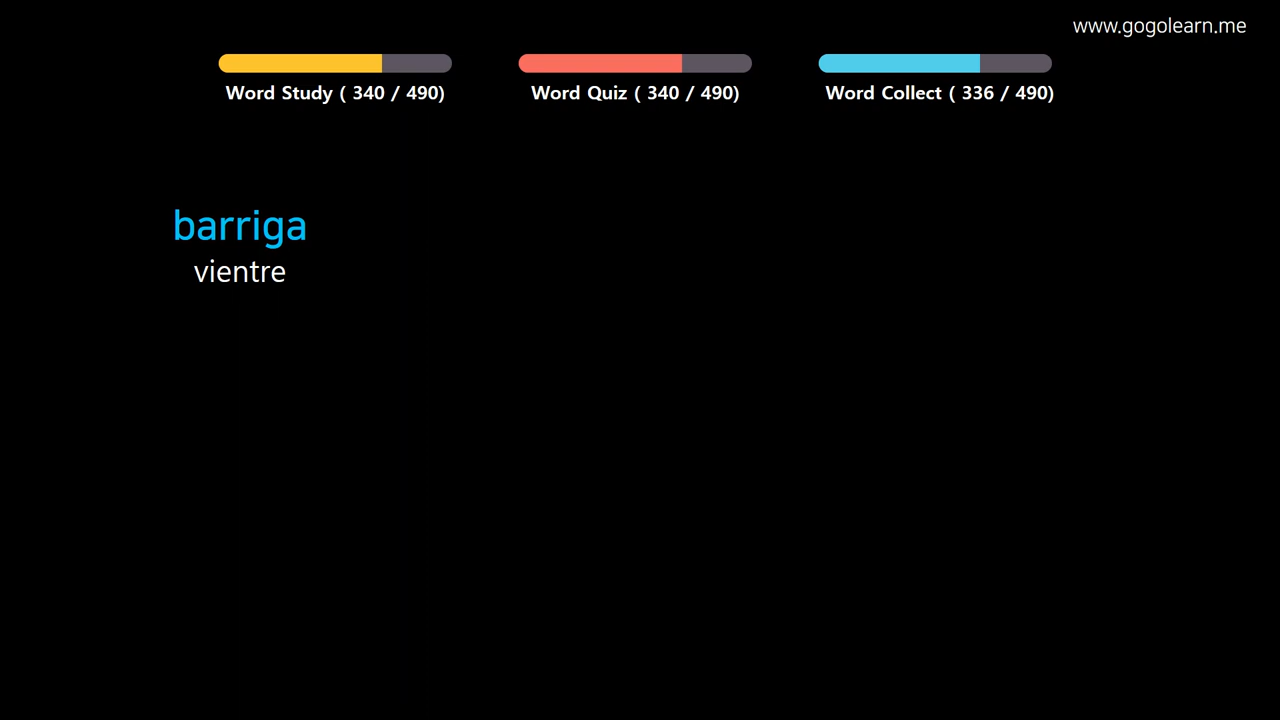 www.gogolearn.me
Word Study ( 340 / 490)
Word Quiz ( 340 / 490)
Word Collect ( 336 / 490)
barriga
vientre